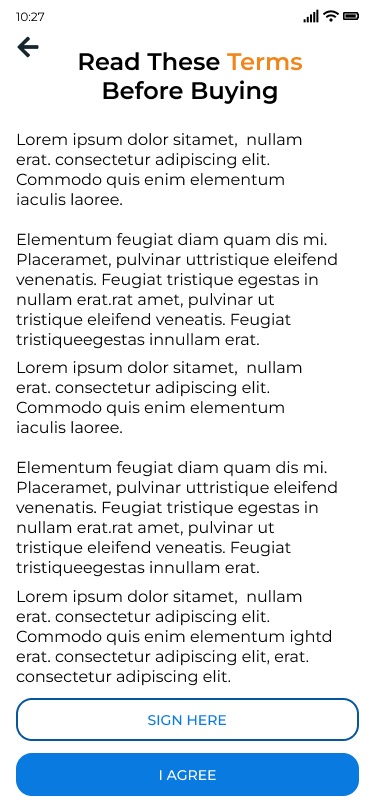 10:27
Read These Terms
Before Buying
Lorem ipsum dolor sitamet,  nullam
erat. consectetur adipiscing elit.
Commodo quis enim elementum
iaculis laoree.
Elementum feugiat diam quam dis mi.
Placeramet, pulvinar uttristique eleifend
venenatis. Feugiat tristique egestas in
nullam erat.rat amet, pulvinar ut
tristique eleifend veneatis. Feugiat
tristiqueegestas innullam erat.
Lorem ipsum dolor sitamet,  nullam
erat. consectetur adipiscing elit.
Commodo quis enim elementum
iaculis laoree.
Elementum feugiat diam quam dis mi.
Placeramet, pulvinar uttristique eleifend
venenatis. Feugiat tristique egestas in
nullam erat.rat amet, pulvinar ut
tristique eleifend veneatis. Feugiat
tristiqueegestas innullam erat.
Lorem ipsum dolor sitamet,  nullam
erat. consectetur adipiscing elit.
Commodo quis enim elementum ightd
erat. consectetur adipiscing elit, erat.
consectetur adipiscing elit.
SIGN HERE
I AGREE